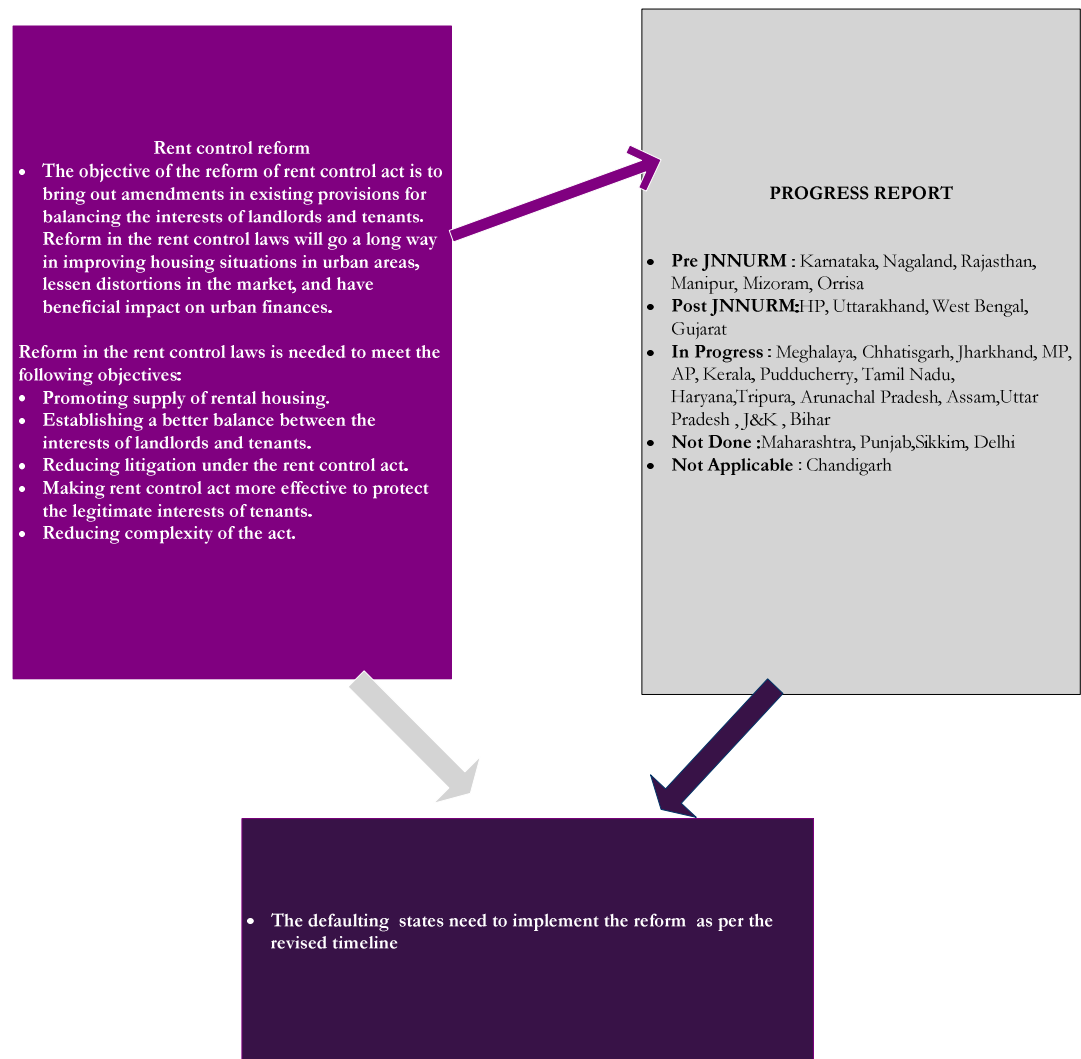 Rent control reform
• The objective of the reform of rent control act is to
bring out amendments in existing provisions for
balancing the interests of landlords and tenants.
Reform in the rent control laws will go a long way
in improving housing situations in urban areas,
lessen distortions in the market, and have
beneficial impact on urban finances.
Reform in the rent control laws is needed to meet the
following objectives:
• Promoting supply of rental housing.
• Establishing a better balance between the
interests of landlords and tenants.
• Reducing litigation under the rent control act.
• Making rent control act more effective to protect
the legitimate interests of tenants.
• Reducing complexity of the act.
PROGRESS REPORT
• Pre JNNURM : Karnataka, Nagaland, Rajasthan,
Manipur, Mizoram, Orrisa
• Post JNNURM:HP, Uttarakhand, West Bengal,
Gujarat
• In Progress : Meghalaya, Chhatisgarh, Jharkhand, MP,
AP, Kerala, Pudducherry, Tamil Nadu,
Haryana,Tripura, Arunachal Pradesh, Assam,Uttar
Pradesh , J&K , Bihar
• Not Done :Maharashtra, Punjab,Sikkim, Delhi
• Not Applicable : Chandigarh
• The defaulting states need to implement the reform as per the
revised timeline